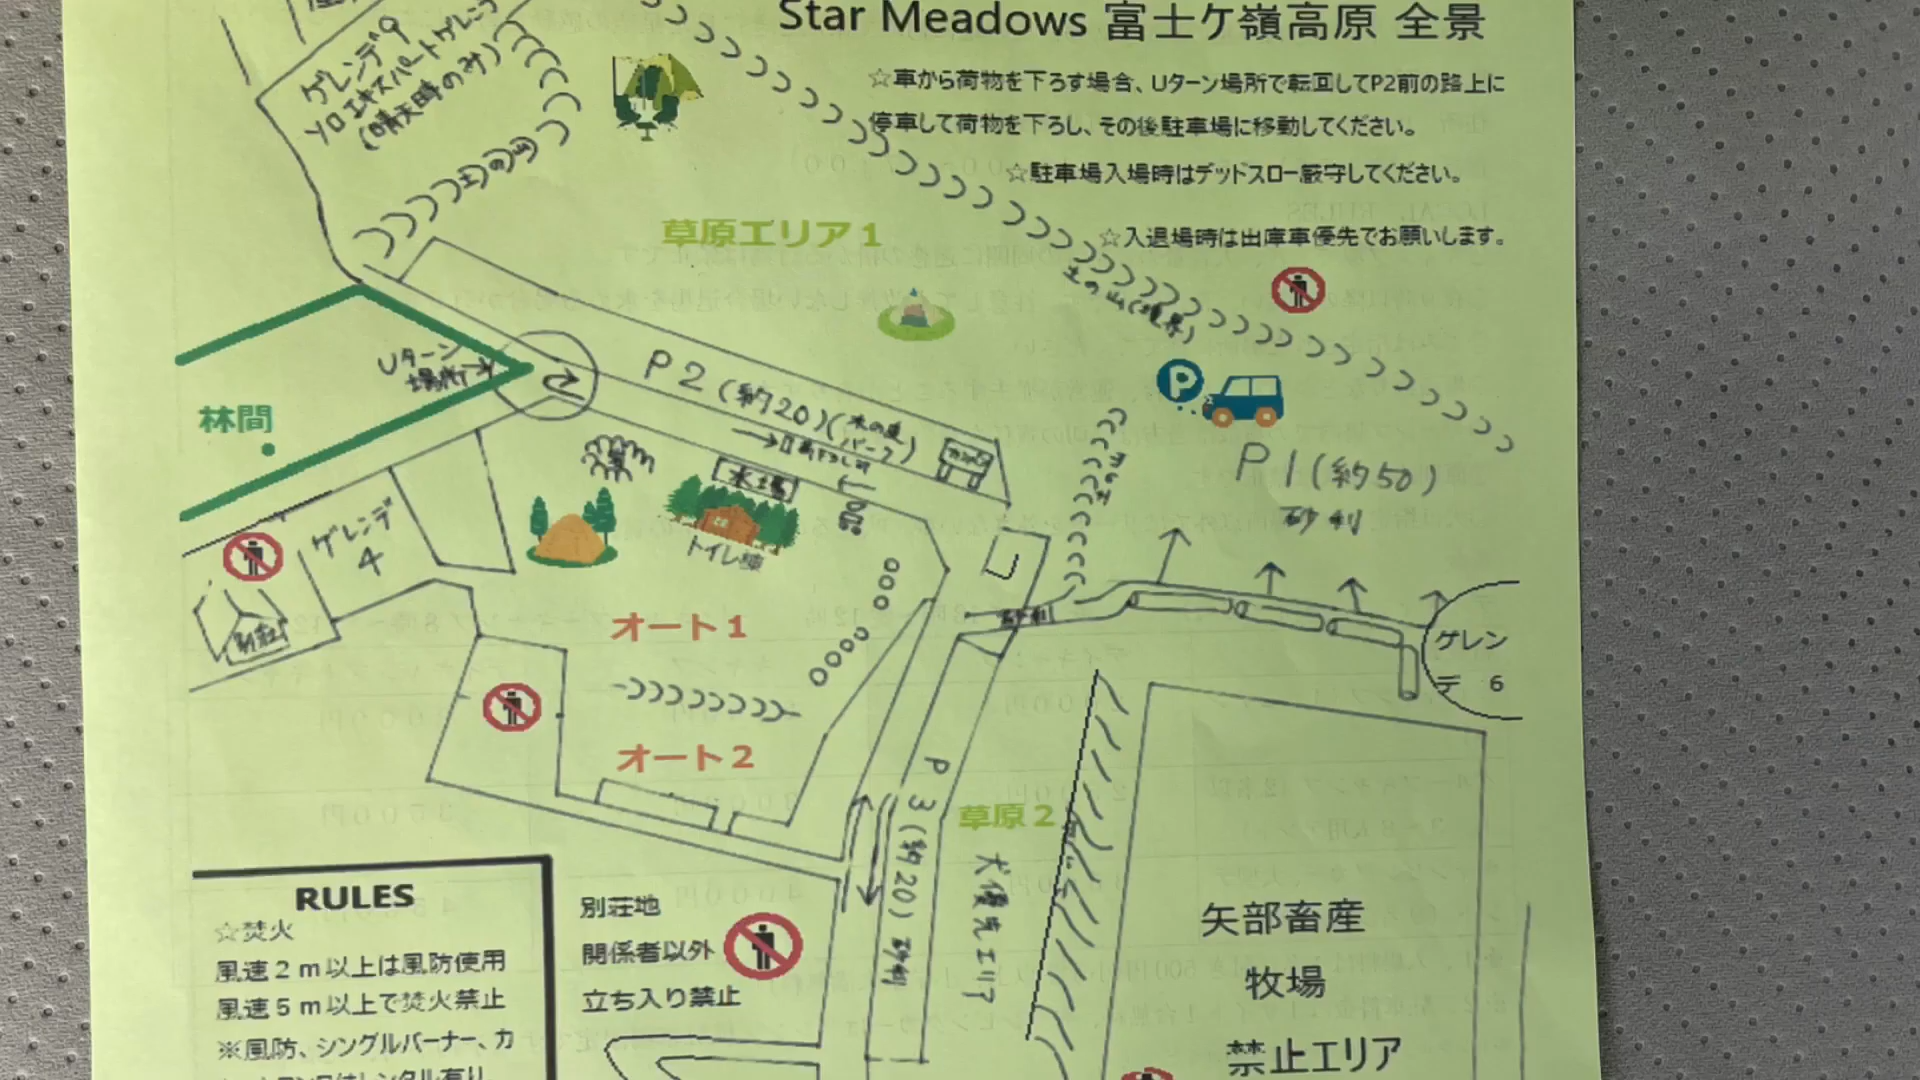 Star Meadows 富士ケ嶺高原 全景
☆車から荷物を下ろす場合、Uターン場所で転回してP2前の路上に
停車して荷物を下ろし、その後駐車場に移動してください。
☆駐車場入場時はデッドスロー厳守してください。
☆入退場時は出庫車優先でお願いします。
ゲレンデ9
ソロエキスパートゲレンデ
(晴天時のみ)
土の山
草原エリア1
土の山(境界)
Uターン
場所
林間
P2(約20)
水場
トイレ棟
土の山
P
P1(約50)
砂利
ゲレンデ
4
別荘
オート1
オート2
ゲレン
デ 6
P3(約20)砂利
草原2
犬優先エリア
矢部畜産
牧場
禁止エリア
別荘地
関係者以外
立ち入り禁止
RULES
☆焚火
風速2m以上は風防使用
風速5m以上で焚火禁止
※風防、シングルバーナー、カ